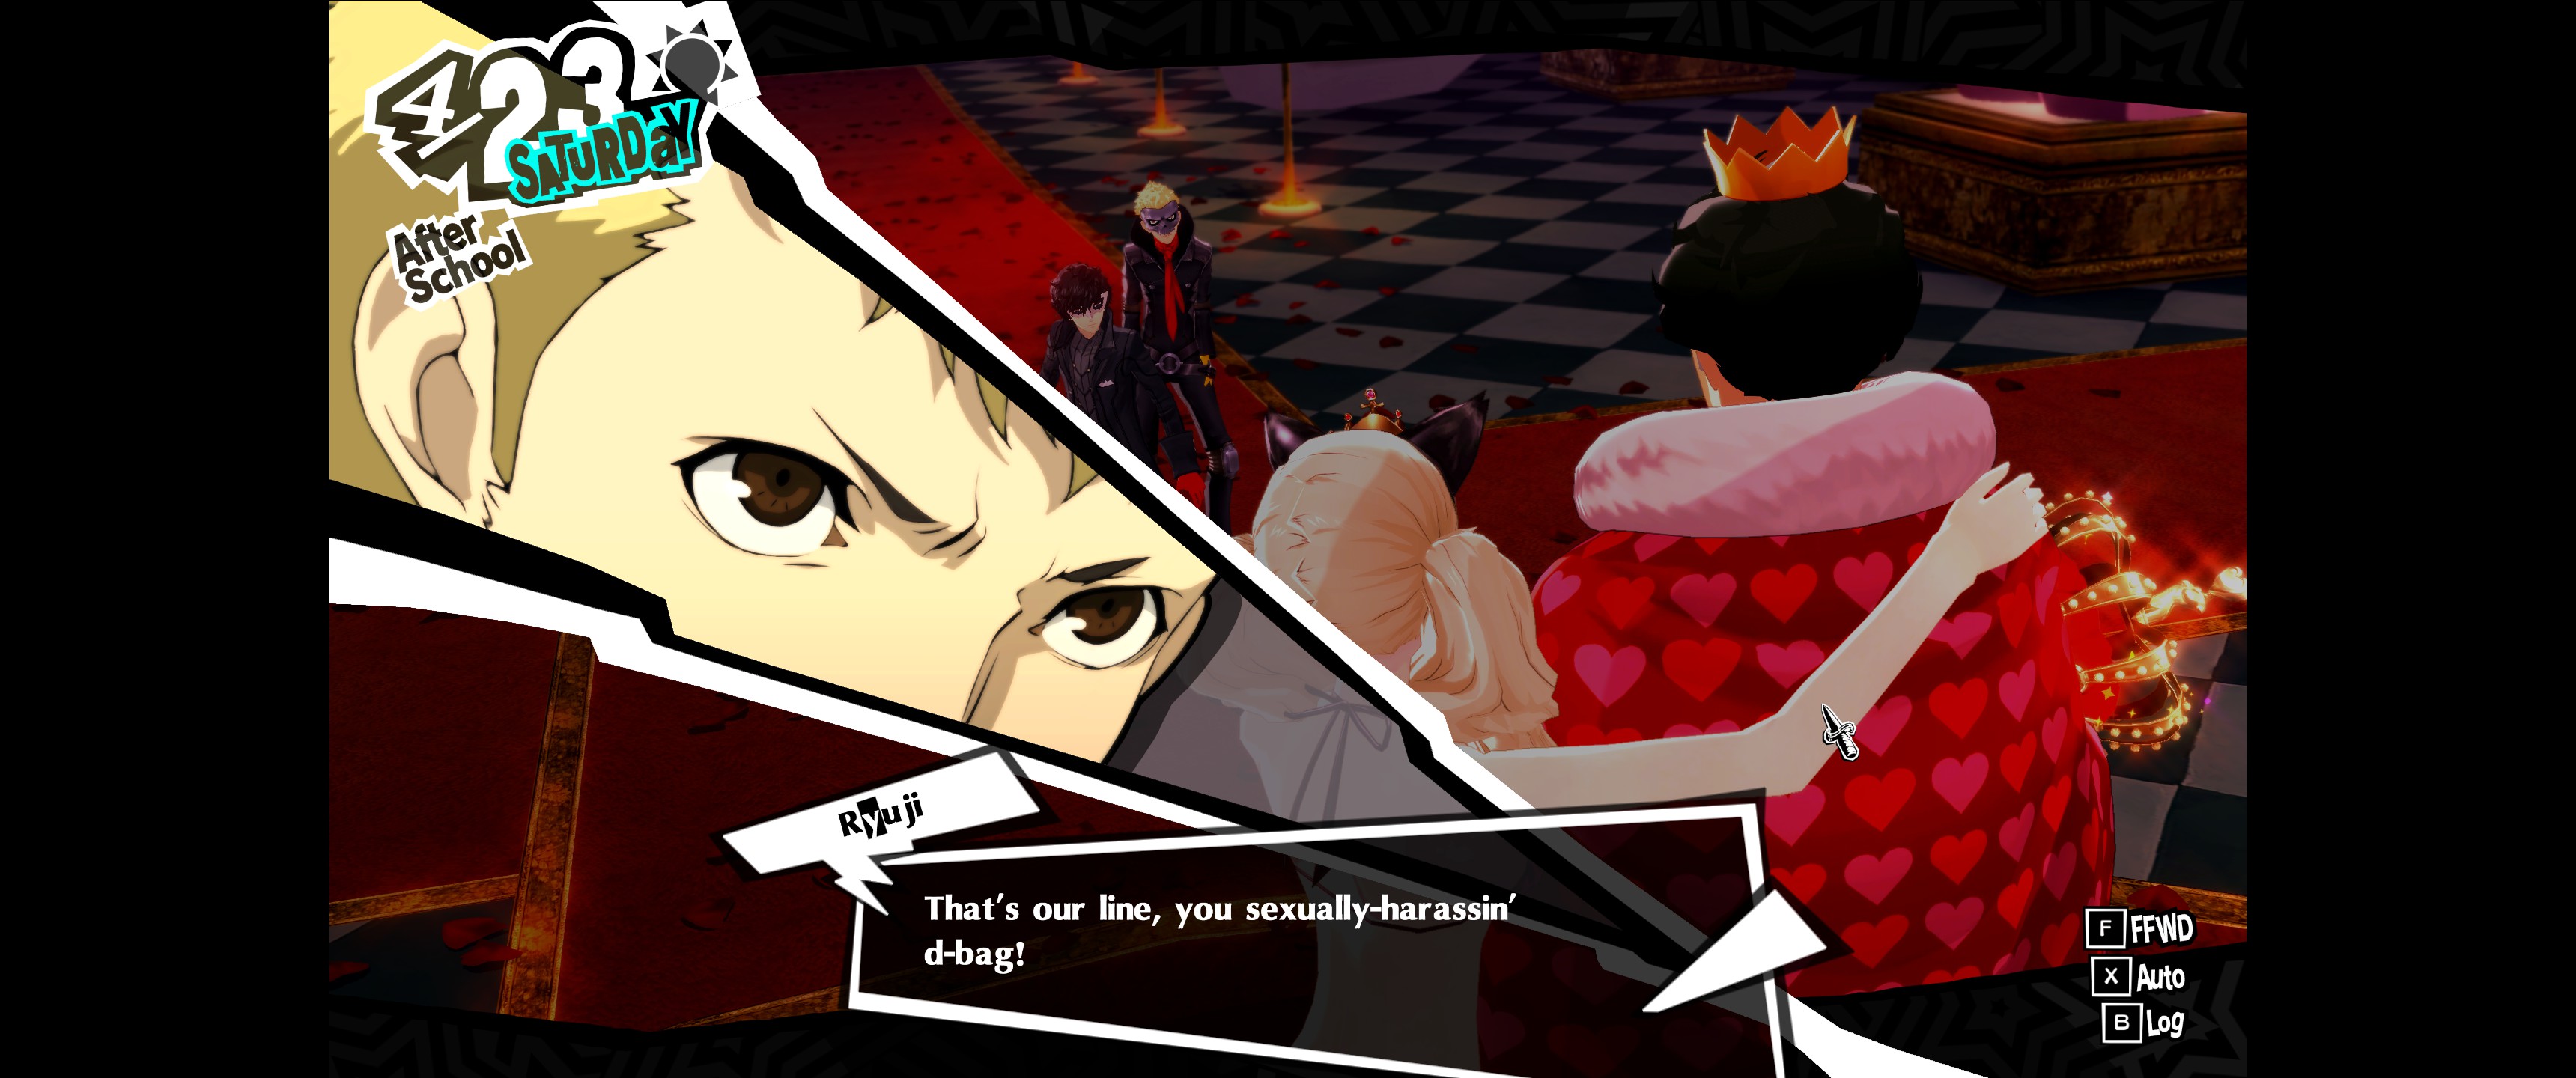 4 23
SATURDaY
After
School
Ryuji
That's our line, you sexually-harassin'
d-bag!
F FFWD
X Auto
B Log